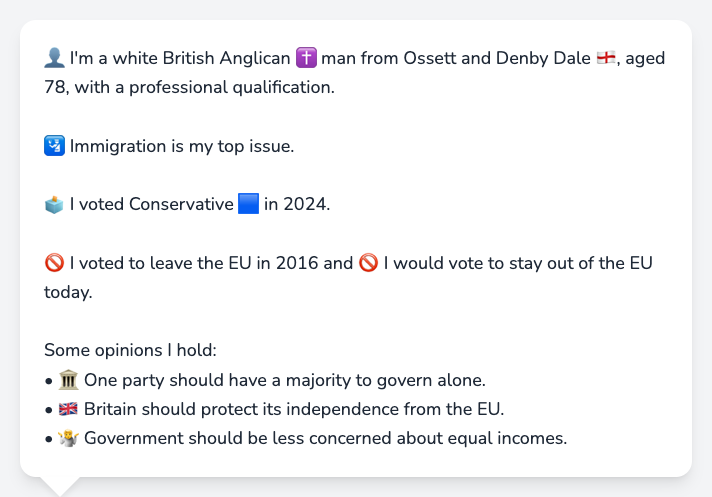 👤 I'm a white British Anglican ✝️ man from Ossett and Denby Dale 🏴󠁧󠁢󠁥󠁮󠁧󠁿, aged
78, with a professional qualification.
🛂 Immigration is my top issue.
🗳️ I voted Conservative 🟦 in 2024.
🚫 I voted to leave the EU in 2016 and 🚫 I would vote to stay out of the EU
today.
Some opinions I hold:
• 🏛️ One party should have a majority to govern alone.
• 🇬🇧 Britain should protect its independence from the EU.
• 🤷 Government should be less concerned about equal incomes.